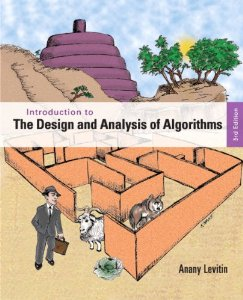 Introduction to
The Design and Analysis of Algorithms
3rd Edition
Anany Levitin